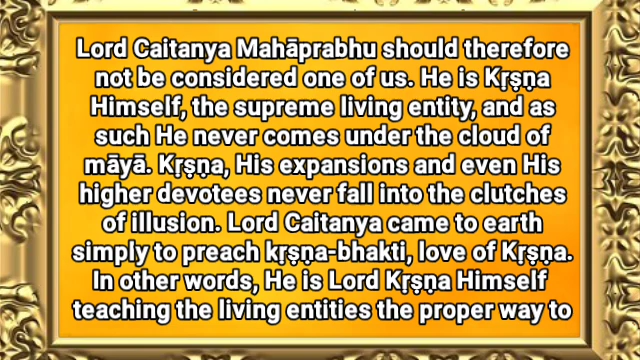 Lord Caitanya Mahāprabhu should therefore
not be considered one of us. He is Kṛṣṇa
Himself, the supreme living entity, and as
such He never comes under the cloud of
māyā. Kṛṣṇa, His expansions and even His
higher devotees never fall into the clutches
of illusion. Lord Caitanya came to earth
simply to preach kṛṣṇa-bhakti, love of Kṛṣṇa.
In other words, He is Lord Kṛṣṇa Himself
teaching the living entities the proper way to